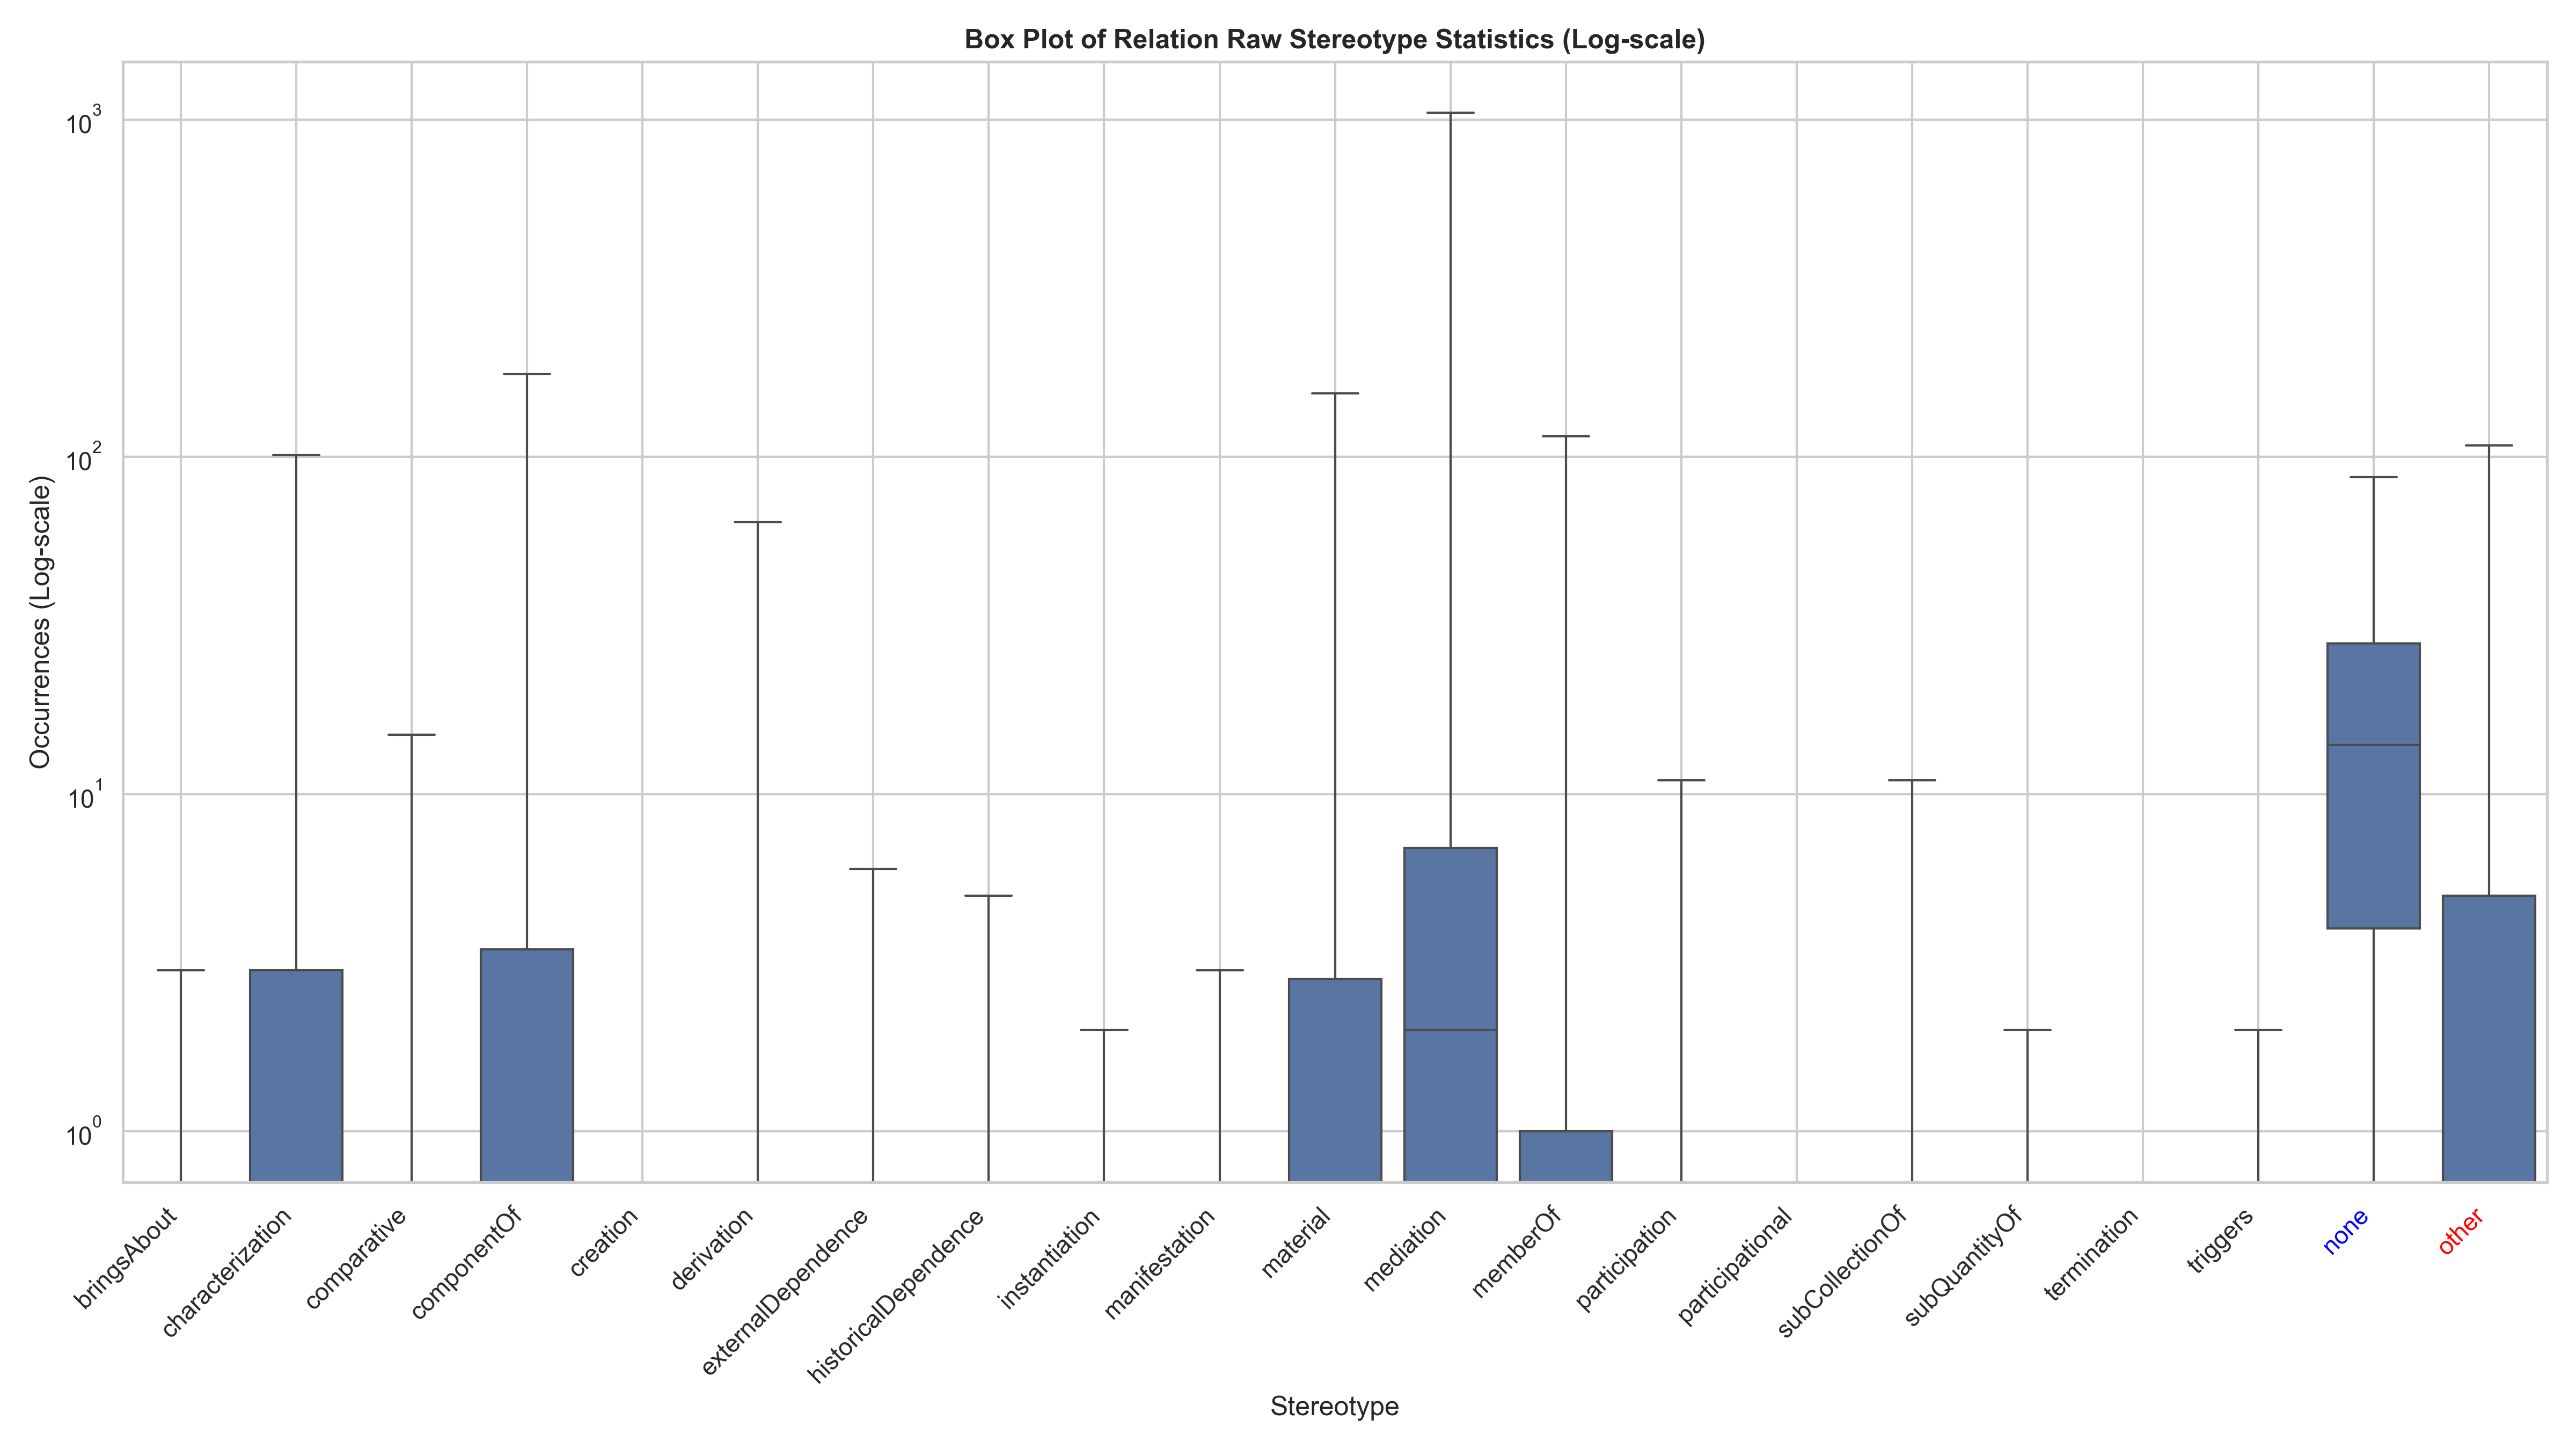 Box Plot of Relation Raw Stereotype Statistics (Log-scale)
Occurrences (Log-scale)
10³
10²
10¹
10⁰
bringsAbout
characterization
comparative
componentOf
creation
derivation
externalDependence
historicalDependence
instantiation
manifestation
material
mediation
memberOf
participation
participational
subCollectionOf
subQuantityOf
termination
triggers
none
other
Stereotype